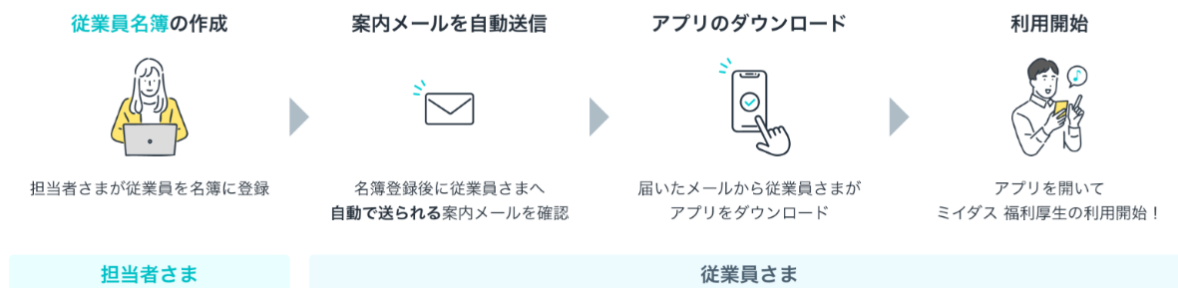 従業員名簿の作成
担当者さまが従業員を名簿に登録
案内メールを自動送信
名簿登録後に従業員さまへ
自動で送られる案内メールを確認
アプリのダウンロード
届いたメールから従業員さまが
アプリをダウンロード
利用開始
アプリを開いて
ミイダス 福利厚生の利用開始！
担当者さま
従業員さま